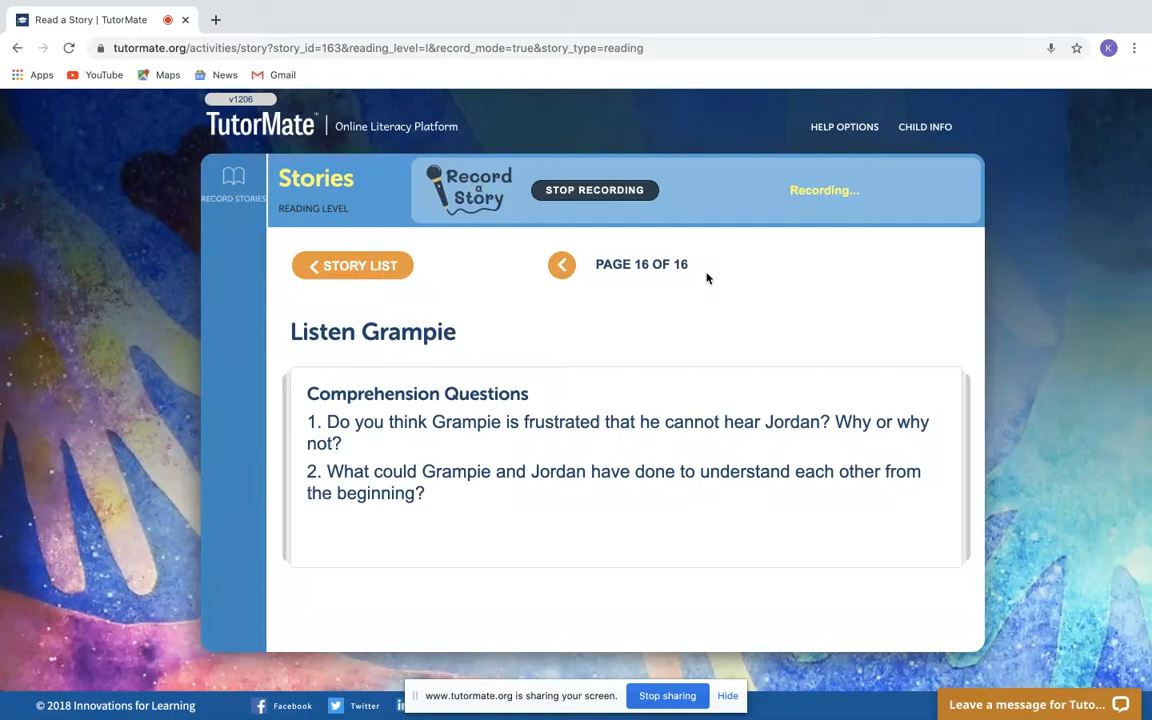 Read a Story | TutorMate
tutormate.org/activities/story?story_id=163&reading_level=I&record_mode=true&story_type=reading
K
Apps YouTube Maps News Gmail
v1206
TutorMate | Online Literacy Platform
HELP OPTIONS CHILD INFO
RECORD STORIES
Stories
READING LEVEL
Record
a
Story
STOP RECORDING
Recording...
STORY LIST
PAGE 16 OF 16
Listen Grampie
Comprehension Questions
1. Do you think Grampie is frustrated that he cannot hear Jordan? Why or why
not?
2. What could Grampie and Jordan have done to understand each other from
the beginning?
www.tutormate.org is sharing your screen. Stop sharing Hide
© 2018 Innovations for Learning
Facebook Twitter
Leave a message for Tuto...